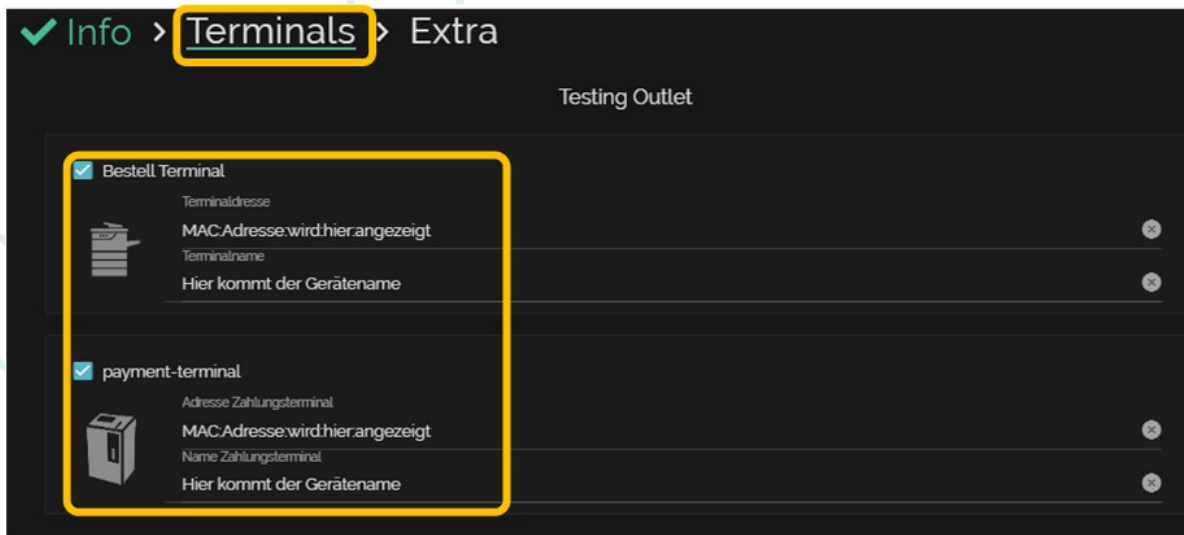 Info > Terminals > Extra
Testing Outlet
Bestell Terminal
Terminaldresse
MAC:Adresse:wird:hier:angezeigt
Terminalname
Hier kommt der Gerätename
payment-terminal
Adresse Zahlungsterminal
MAC:Adresse:wird:hier:angezeigt
Name Zahlungsterminal
Hier kommt der Gerätename